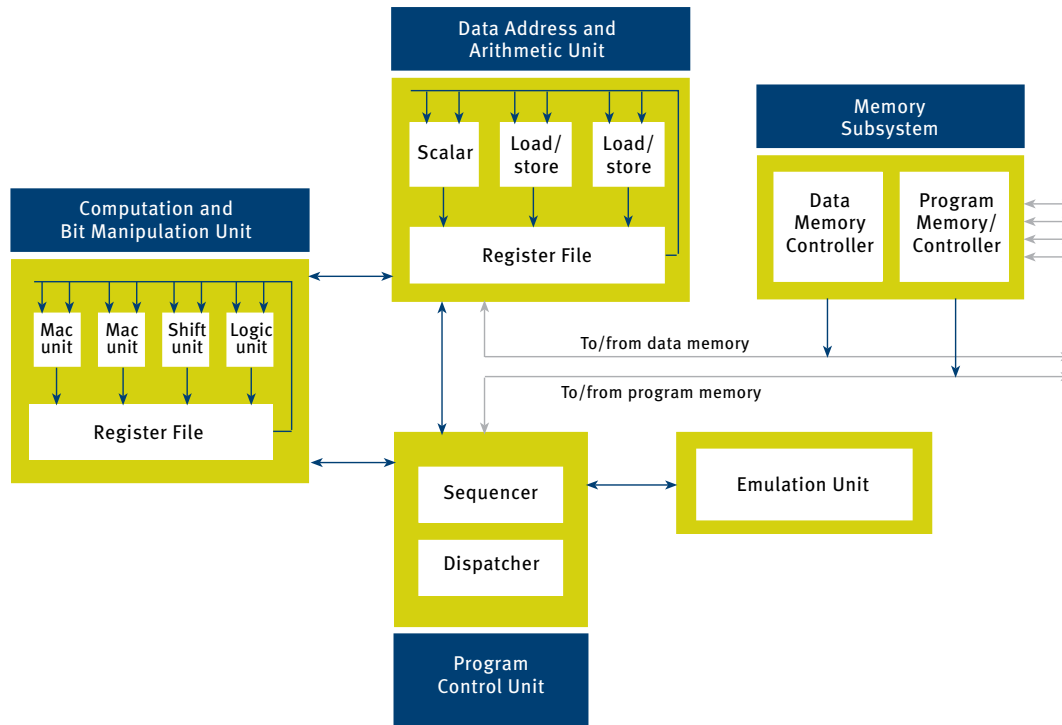 Data Address and
Arithmetic Unit
Scalar
Load/
store
Load/
store
Register File
Memory
Subsystem
Data
Memory
Controller
Program
Memory/
Controller
Computation and
Bit Manipulation Unit
Mac
unit
Mac
unit
Shift
unit
Logic
unit
Register File
To/from data memory
To/from program memory
Sequencer
Dispatcher
Emulation Unit
Program
Control Unit